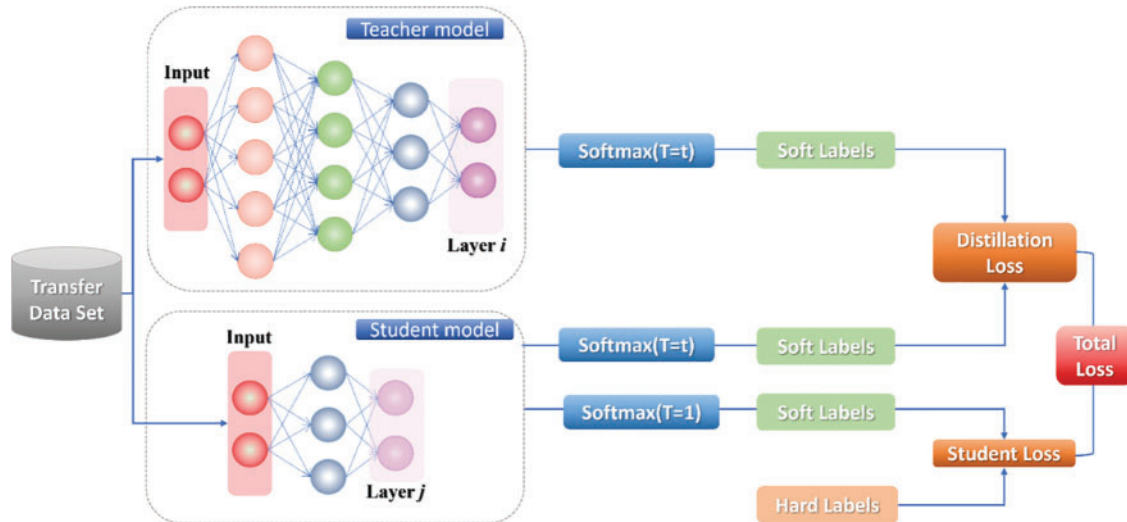 Teacher model
Input
Layer i
Softmax(T=t)
Soft Labels
Distillation
Loss
Transfer
Data Set
Student model
Input
Layer j
Softmax(T=t)
Soft Labels
Total
Loss
Softmax(T=1)
Soft Labels
Student Loss
Hard Labels